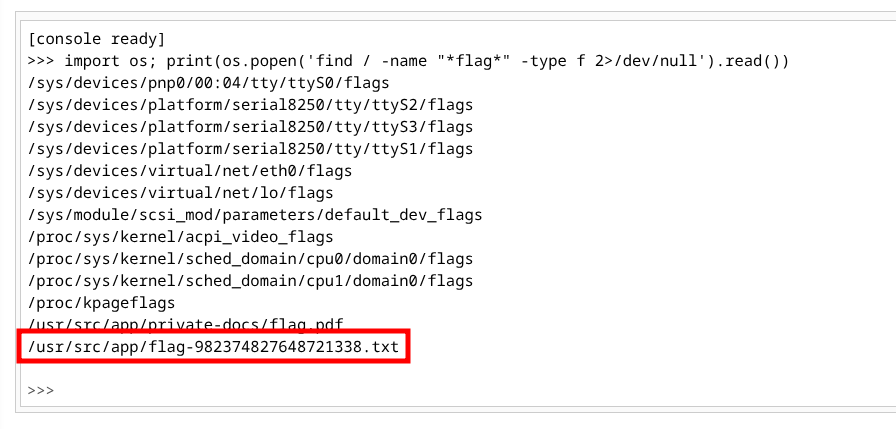 [console ready]
>>> import os; print(os.popen('find / -name "*flag*" -type f 2>/dev/null').read())
/sys/devices/pnp0/00:04/tty/ttyS0/flags
/sys/devices/platform/serial8250/tty/ttyS2/flags
/sys/devices/platform/serial8250/tty/ttyS3/flags
/sys/devices/platform/serial8250/tty/ttyS1/flags
/sys/devices/virtual/net/eth0/flags
/sys/devices/virtual/net/lo/flags
/sys/module/scsi_mod/parameters/default_dev_flags
/proc/sys/kernel/acpi_video_flags
/proc/sys/kernel/sched_domain/cpu0/domain0/flags
/proc/sys/kernel/sched_domain/cpu1/domain0/flags
/proc/kpageflags
/usr/src/app/private-docs/flag.pdf
/usr/src/app/flag-982374827648721338.txt
>>>